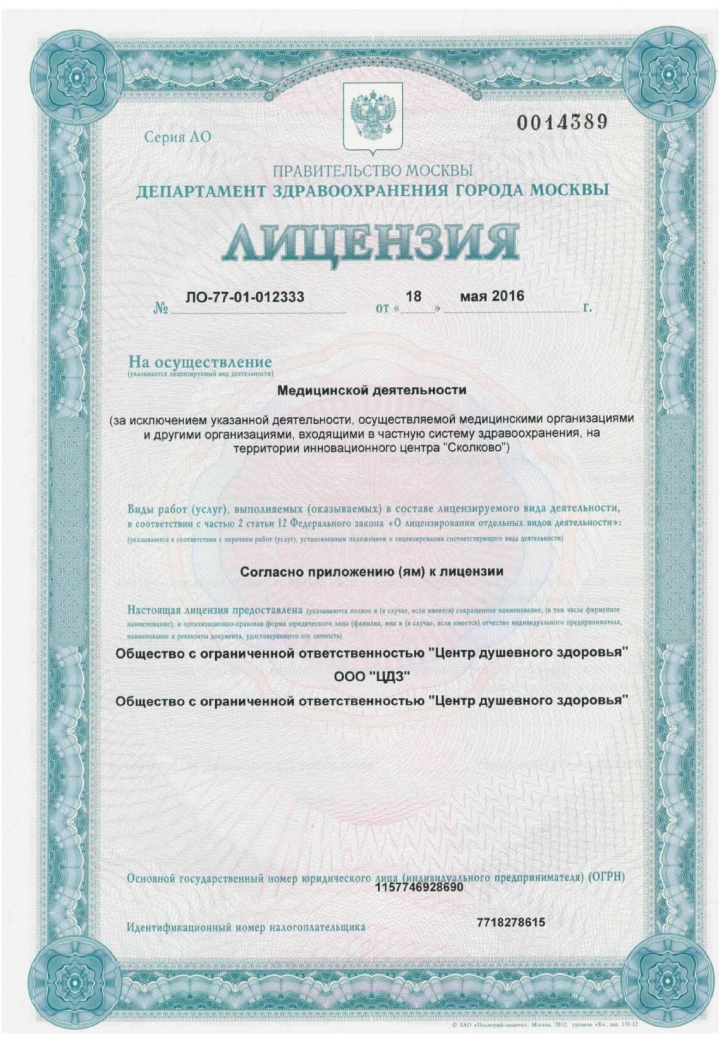 Серия ЛО
0014389
ПРАВИТЕЛЬСТВО МОСКВЫ
ДЕПАРТАМЕНТ ЗДРАВООХРАНЕНИЯ ГОРОДА МОСКВЫ
ЛИЦЕНЗИЯ
№ ЛО-77-01-012333 от « 18 » мая 2016 г.
На осуществление
(указывается лицензируемый вид деятельности)
Медицинской деятельности
(за исключением указанной деятельности, осуществляемой медицинскими организациями
и другими организациями, входящими в частную систему здравоохранения, на
территории инновационного центра "Сколково")
Виды работ (услуг), выполняемых (оказываемых) в составе лицензируемого вида деятельности,
в соответствии с частью 2 статьи 12 Федерального закона «О лицензировании отдельных видов деятельности»:
(указываются в соответствии с перечнем работ (услуг), установленным положением о лицензировании соответствующего вида деятельности)
Согласно приложению (ям) к лицензии
Настоящая лицензия предоставлена (указываются полное и (в случае, если имеется) сокращенное наименование, (в том числе фирменное
наименование), и организационно-правовая форма юридического лица (фамилия, имя и (в случае, если имеется) отчество индивидуального предпринимателя,
наименование и реквизиты документа, удостоверяющего его личность)
Общество с ограниченной ответственностью "Центр душевного здоровья"
ООО "ЦДЗ"
Общество с ограниченной ответственностью "Центр душевного здоровья"
Основной государственный номер юридического лица (индивидуального предпринимателя) (ОГРН)
1157746928690
Идентификационный номер налогоплательщика 7718278615
© ЗАО «Полиграф-защита», Москва, 2012, уровень «Б», зак. 131-12